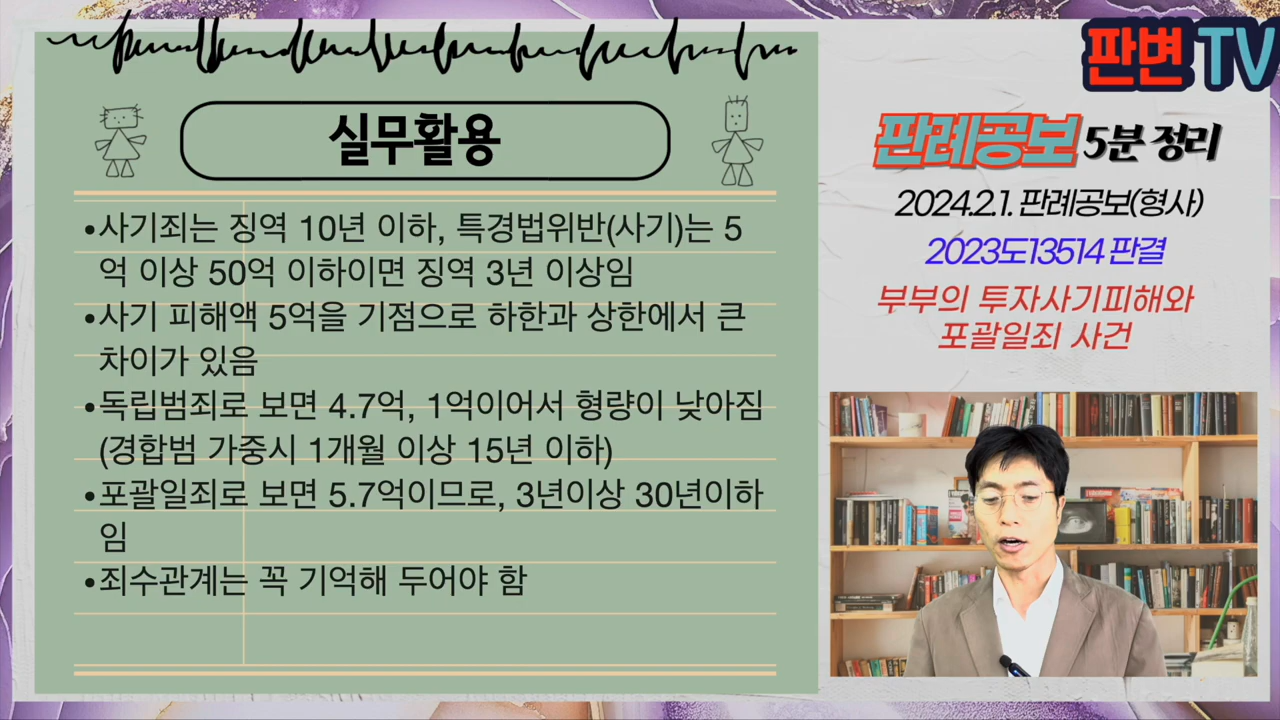 실무활용
•사기죄는 징역 10년 이하, 특경법위반(사기)는 5
억 이상 50억 이하이면 징역 3년 이상임
•사기 피해액 5억을 기점으로 하한과 상한에서 큰
차이가 있음
•독립범죄로 보면 4.7억, 1억이어서 형량이 낮아짐
(경합범 가중시 1개월 이상 15년 이하)
•포괄일죄로 보면 5.7억이므로, 3년이상 30년이하
임
•죄수관계는 꼭 기억해 두어야 함
판변 TV
판례공보 5분 정리
2024.2.1. 판례공보(형사)
2023도13514 판결
부부의 투자사기피해와
포괄일죄 사건